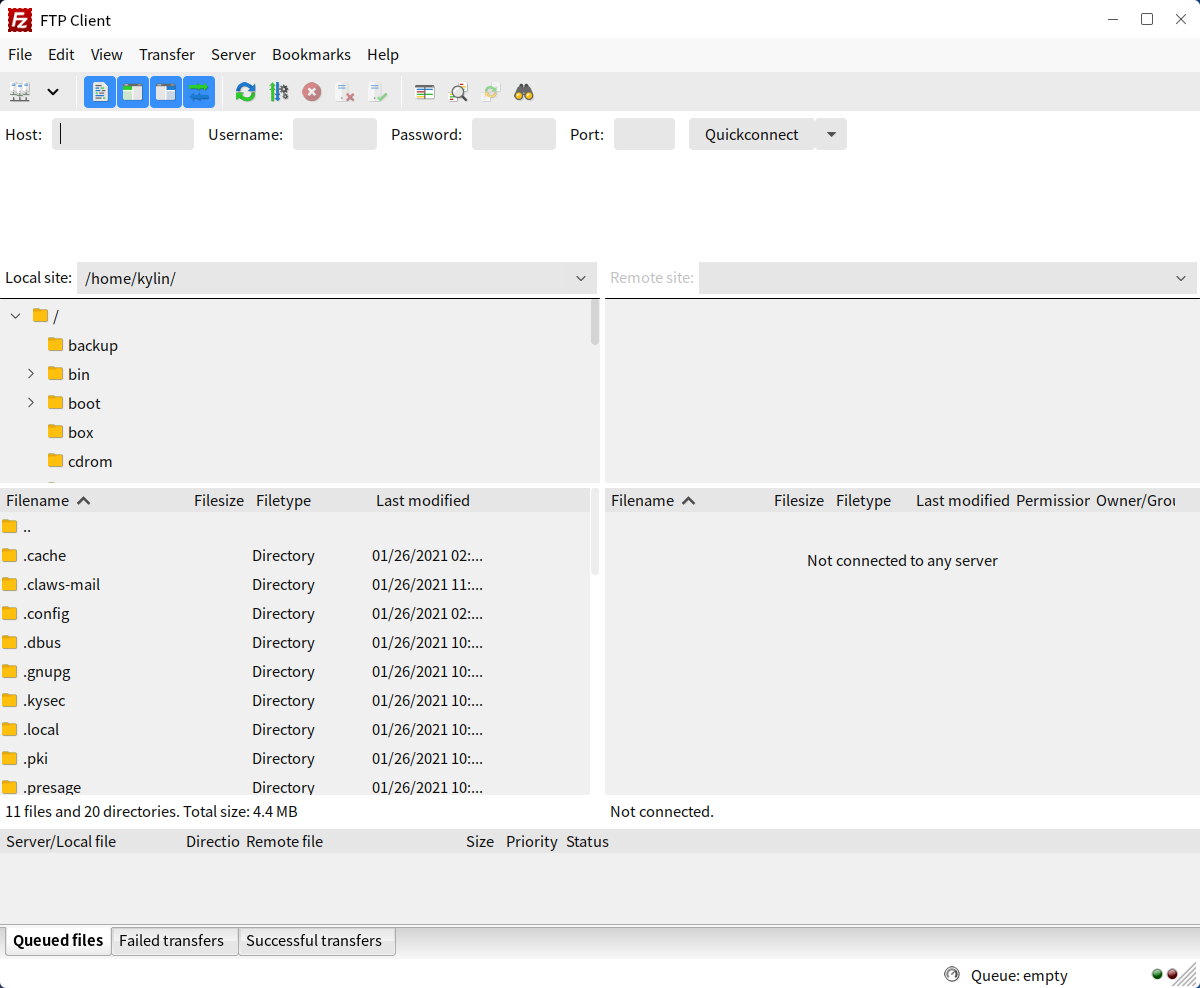 FTP Client
File Edit View Transfer Server Bookmarks Help
Host: Username: Password: Port: Quickconnect
Local site: /home/kylin/ Remote site:
/
backup
bin
boot
box
cdrom
Filename Filesize Filetype Last modified Filename Filesize Filetype Last modified Permission Owner/Grou
..
.cache Directory 01/26/2021 02:...
Not connected to any server
.claws-mail Directory 01/26/2021 11:...
.config Directory 01/26/2021 02:...
.dbus Directory 01/26/2021 10:...
.gnupg Directory 01/26/2021 10:...
.kysec Directory 01/26/2021 10:...
.local Directory 01/26/2021 10:...
.pki Directory 01/26/2021 10:...
.presage Directory 01/26/2021 10:...
11 files and 20 directories. Total size: 4.4 MB Not connected.
Server/Local file Directio Remote file Size Priority Status
Queued files Failed transfers Successful transfers
Queue: empty